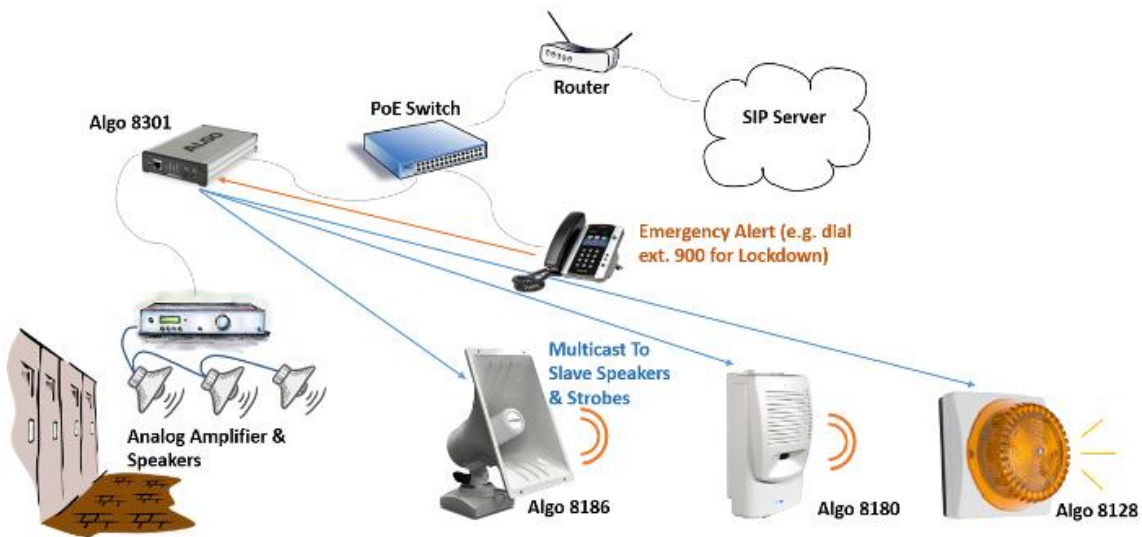 Router
SIP Server
PoE Switch
Algo 8301
ALGO
Emergency Alert (e.g. dial
ext. 900 for Lockdown)
Multicast To
Slave Speakers
& Strobes
Analog Amplifier &
Speakers
Algo 8186
Algo 8180
Algo 8128